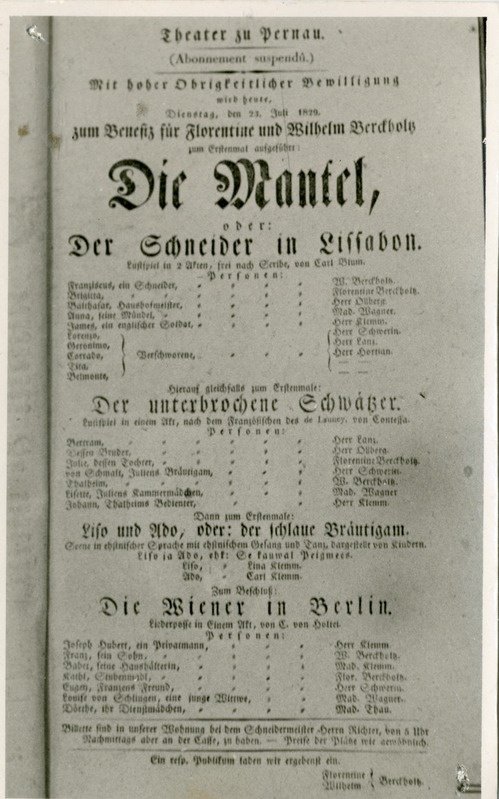 Theater zu Pernau.
(Abonnement suspendû.)
Mit hoher Obrigkeitlicher Bewilligung
wird heute,
Dienstag, den 23. Juli 1829.
zum Benefiz für Florentine und Wilhelm Berckholtz
zum Erstenmal aufgeführt:
Die Mäntel,
oder:
Der Schneider in Lissabon.
Lustspiel in 2 Akten, frei nach Scribe, von Carl Blum.
Personen:
Franziscus, ein Schneider, W. Berckholtz.
Brigitta, Florentine Berckholtz.
Balthasar, Haushofmeister, Herr Ollberg.
Anna, seine Mündel, Mad. Wagner.
James, ein englischer Soldat, Herr Klemm.
Lorenzo, Herr Schwerin.
Geronimo, Herr Lanz.
Corrado, Verschworene, Herr Horvan.
Tita, — —
Belmonte, — —
Hierauf gleichfalls zum Erstenmale:
Der unterbrochene Schwätzer.
Lustspiel in einem Akt, nach dem Französischen des de Launey, von Contessa.
Personen:
Bertram, Herr Lanz.
Dessen Bruder, Herr Ollberg.
Julie, dessen Tochter, Florentine Berckholtz.
von Schmalt, Juliens Bräutigam, Herr Schwerin.
Thalheim, W. Berckholtz.
Lisette, Juliens Kammermädchen, Mad. Wagner
Johann, Thalheims Bedienter, Herr Klemm.
Dann zum Erstenmale:
Liso und Ado, oder: der schlaue Bräutigam.
Scene in ehstnischer Sprache mit ehstnischem Gesang und Tanz, dargestellt von Kindern.
Liso ja Ado, ehk: Se kawwal Peigmees.
Liso, Lina Klemm.
Ado, Carl Klemm.
Zum Beschluß:
Die Wiener in Berlin.
Liederposse in Einem Akt, von C. von Holtei.
Personen:
Joseph Hubert, ein Privatmann, Herr Klemm
Franz, sein Sohn, W. Berckholtz.
Babet, seine Haushälterin, Mad. Klemm.
Kathi, Stubenmädl, Flor. Berckholtz.
Eugen, Franzens Freund, Herr Schwerin.
Louise von Schlingen, eine junge Wittwe, Mad. Wagner.
Dörthe, ihr Dienstmädchen, Mad. Thau.
Billette sind in unserer Wohnung bei dem Schneidermeister Herrn Richter, von 5 Uhr
Nachmittags aber an der Casse, zu haben. — Preise der Plätze wie gewöhnlich.
Ein resp. Publikum laden wir ergebenst ein.
Florentine
Wilhelm Berckholtz.